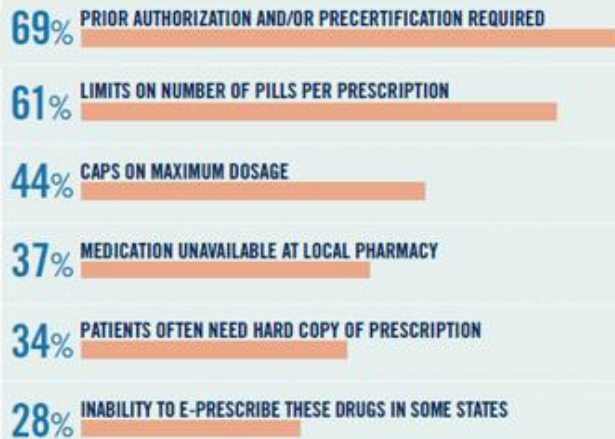 69% PRIOR AUTHORIZATION AND/OR PRECERTIFICATION REQUIRED
61% LIMITS ON NUMBER OF PILLS PER PRESCRIPTION
44% CAPS ON MAXIMUM DOSAGE
37% MEDICATION UNAVAILABLE AT LOCAL PHARMACY
34% PATIENTS OFTEN NEED HARD COPY OF PRESCRIPTION
28% INABILITY TO E-PRESCRIBE THESE DRUGS IN SOME STATES